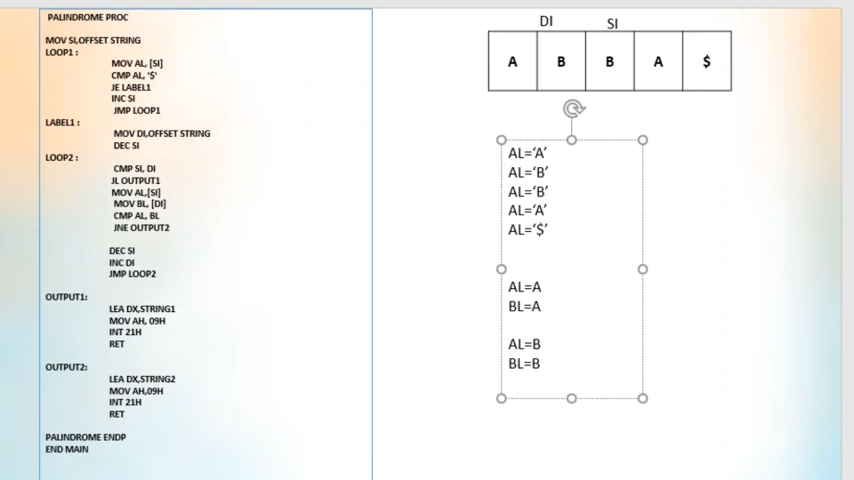 PALINDROME PROC
MOV SI,OFFSET STRING
LOOP1 :
MOV AL, [SI]
CMP AL, '$'
JE LABEL1
INC SI
JMP LOOP1
LABEL1 :
MOV DI,OFFSET STRING
DEC SI
LOOP2 :
CMP SI, DI
JL OUTPUT1
MOV AL,[SI]
MOV BL, [DI]
CMP AL, BL
JNE OUTPUT2
DEC SI
INC DI
JMP LOOP2
OUTPUT1:
LEA DX,STRING1
MOV AH, 09H
INT 21H
RET
OUTPUT2:
LEA DX,STRING2
MOV AH,09H
INT 21H
RET
PALINDROME ENDP
END MAIN
DI SI
A B B A $
AL=‘A’
AL=‘B’
AL=‘B’
AL=‘A’
AL=‘$’
AL=A
BL=A
AL=B
BL=B